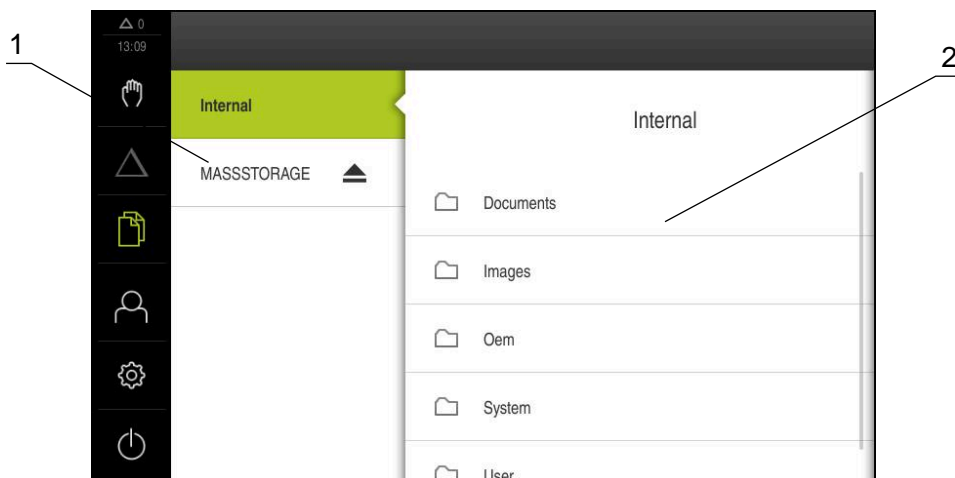 1
2
0
13:09
Internal
MASSSTORAGE
Internal
Documents
Images
Oem
System
User